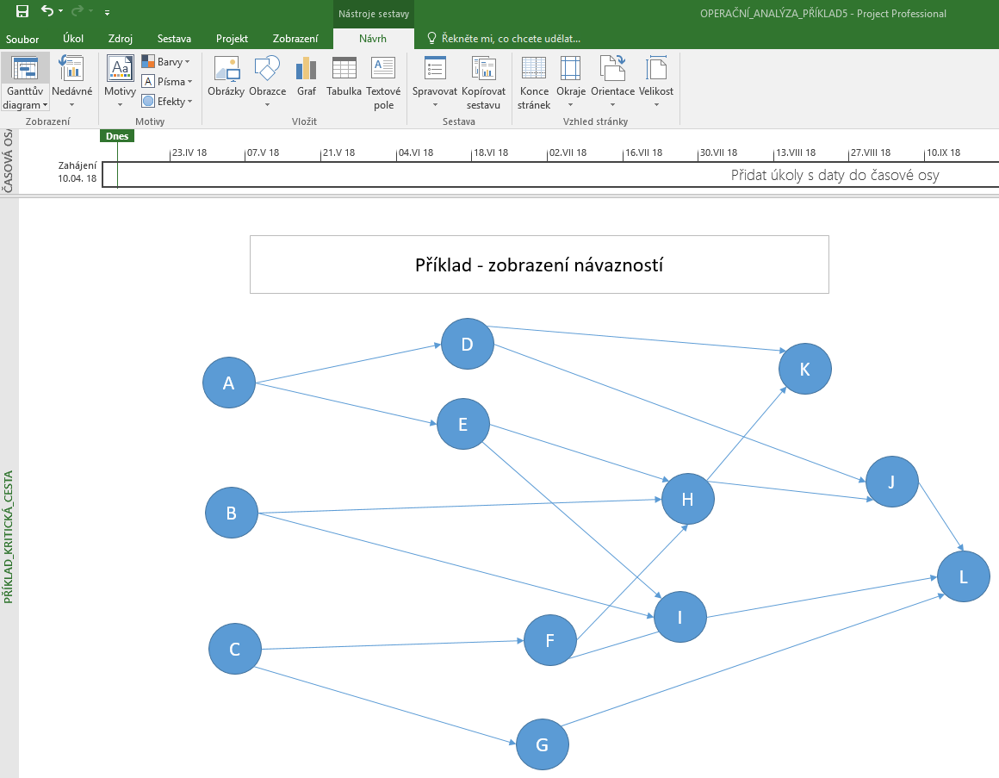 Nástroje sestavy
OPERAČNÍ_ANALÝZA_PŘÍKLAD5 - Project Professional
Soubor
Úkol
Zdroj
Sestava
Projekt
Zobrazení
Návrh
Řekněte mi, co chcete udělat...
Ganttův
diagram
Nedávné
Zobrazení
Aa
Motivy
Barvy
A
Písma
Efekty
Motivy
Obrázky
Obrazce
Graf
Tabulka
A
Textové
pole
Vložit
Spravovat
Kopírovat
sestavu
Sestava
Konce
stránek
Okraje
Orientace
Velikost
Vzhled stránky
ČASOVÁ OSA
Dnes
23.IV 18
07.V 18
21.V 18
04.VI 18
18.VI 18
02.VII 18
16.VII 18
30.VII 18
13.VIII 18
27.VIII 18
10.IX 18
Zahájení
10.04. 18
Přidat úkoly s daty do časové osy
PŘÍKLAD_KRITICKÁ_CESTA
Příklad - zobrazení návazností
A
D
K
E
B
H
J
C
F
I
L
G